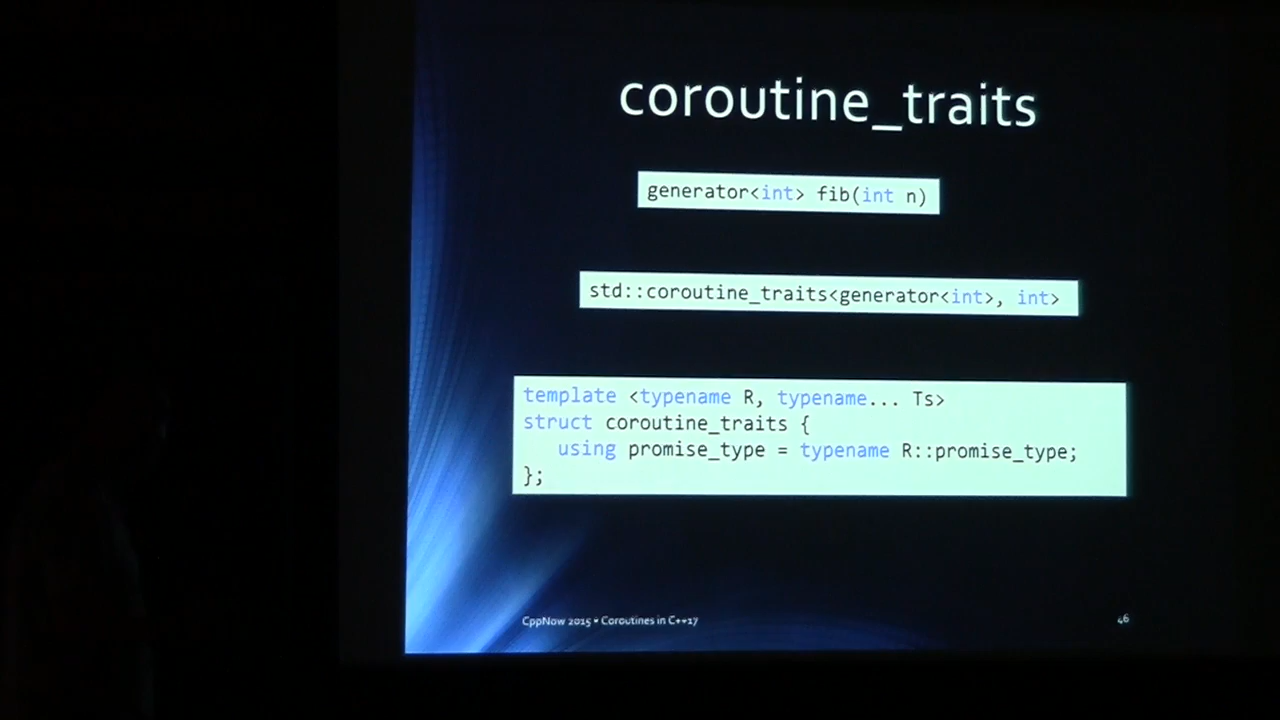 coroutine_traits
generator<int> fib(int n)
std::coroutine_traits<generator<int>, int>
template <typename R, typename... Ts>
struct coroutine_traits {
using promise_type = typename R::promise_type;
};
CppNow 2015 • Coroutines in C++17
46